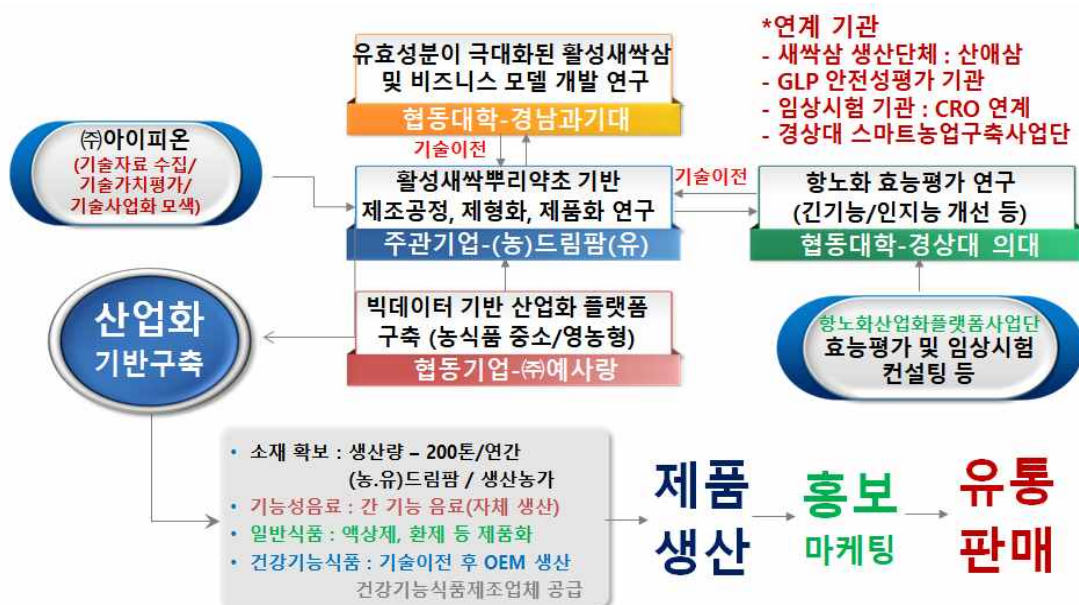 유효성분이 극대화된 활성새싹삼
및 비즈니스 모델 개발 연구
협동대학-경남과기대
*연계 기관
- 새싹삼 생산단체 : 산애삼
- GLP 안전성평가 기관
- 임상시험 기관 : CRO 연계
- 경상대 스마트농업구축사업단
㈜아이피온
(기술자료 수집/
기술가치평가/
기술사업화 모색)
기술이전
활성새싹뿌리약초 기반
제조공정, 제형화, 제품화 연구
주관기업-(농)드림팜(유)
기술이전
항노화 효능평가 연구
(긴기능/인지능 개선 등)
협동대학-경상대 의대
산업화
기반구축
빅데이터 기반 산업화 플랫폼
구축 (농식품 중소/영농형)
협동기업-㈜예사랑
항노화산업화플랫폼사업단
효능평가 및 임상시험
컨설팅 등
• 소재 확보 : 생산량 – 200톤/연간
(농.유)드림팜 / 생산농가
• 기능성음료 : 간 기능 음료(자체 생산)
• 일반식품 : 액상제, 환제 등 제품화
• 건강기능식품 : 기술이전 후 OEM 생산
건강기능식품제조업체 공급
제품
생산
홍보
마케팅
유통
판매